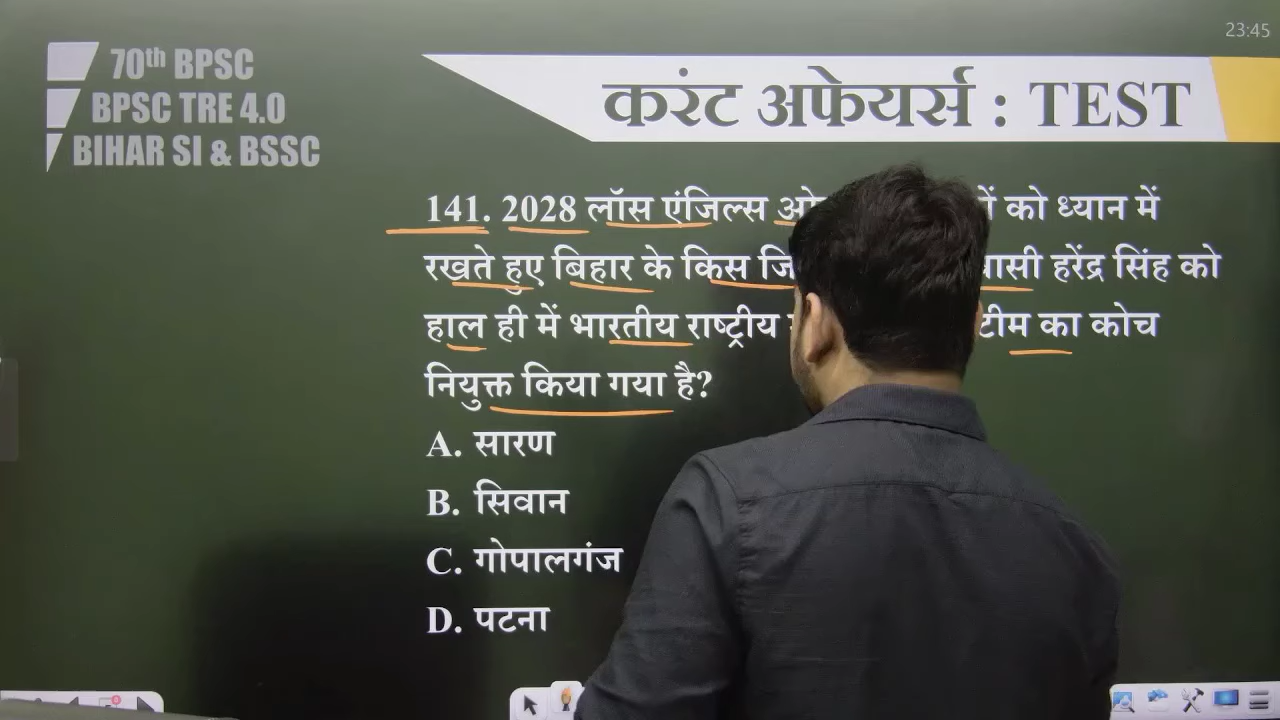 23:45
70th BPSC
BPSC TRE 4.0
BIHAR SI & BSSC
करंट अफेयर्स : TEST
141. 2028 लॉस एंजिल्स को ध्यान में
रखते हुए बिहार के किस हरेंद्र सिंह को
हाल ही में भारतीय राष्ट्रीय टीम का कोच
नियुक्त किया गया है?
A. सारण
B. सिवान
C. गोपालगंज
D. पटना